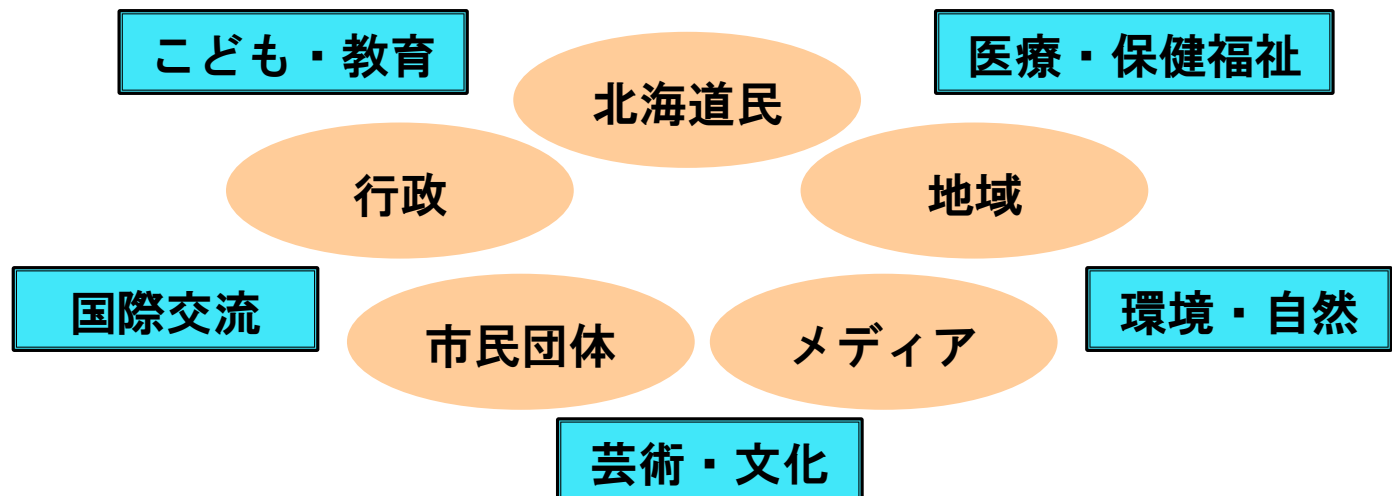 こども・教育
医療・保健福祉
北海道民
行政
地域
国際交流
環境・自然
市民団体
メディア
芸術・文化